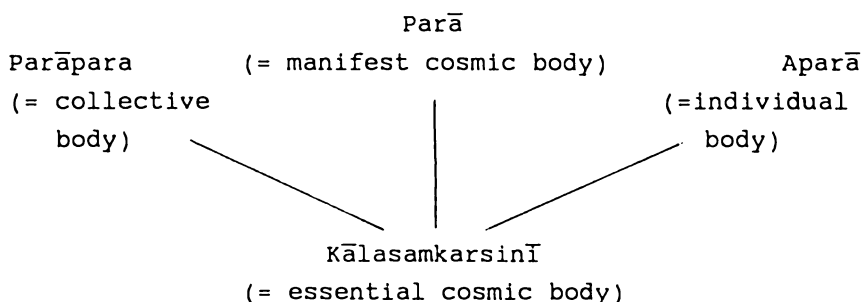 Parā
Parāpara (= manifest cosmic body) Aparā
(= collective (=individual
body) body)
Kālasamkarsinī
(= essential cosmic body)